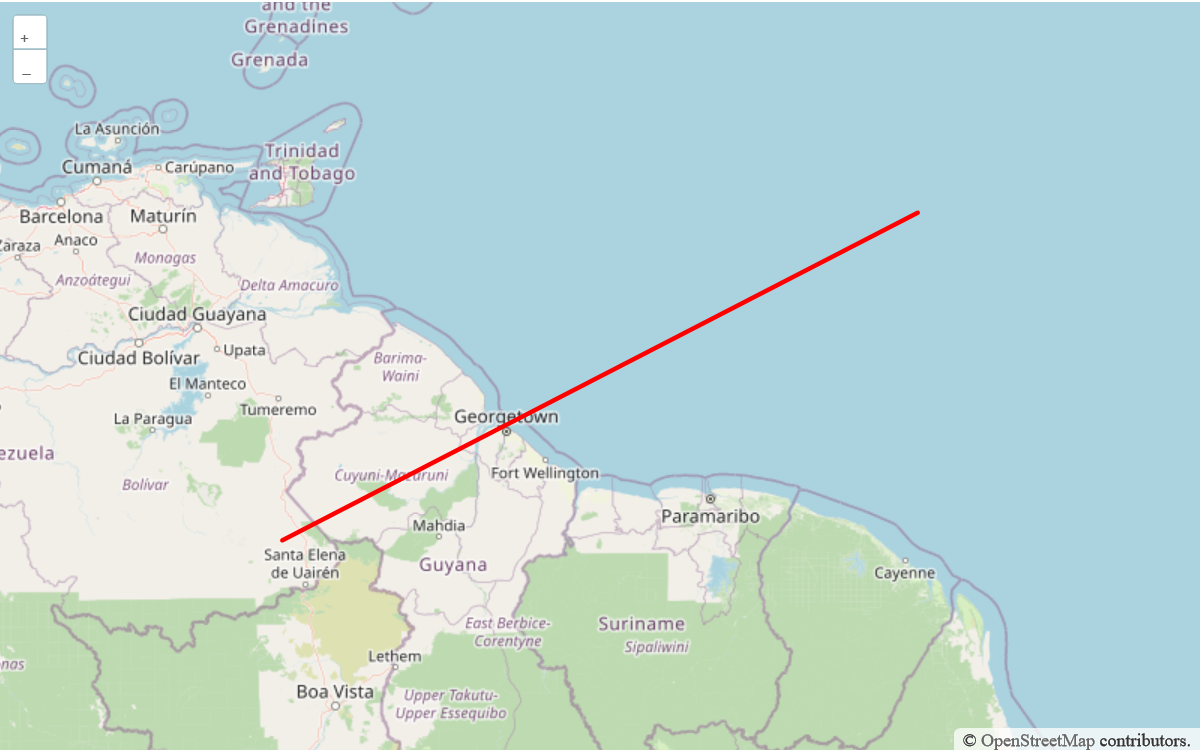 and the
Grenadines
+
–
Grenada
La Asunción
Cumaná
Carúpano
Trinidad
and Tobago
Barcelona
Maturín
Zaraza
Anaco
Monagas
Anzoátegui
Delta Amacuro
Ciudad Guayana
Ciudad Bolívar
Upata
Barima-
Waini
El Manteco
Tumeremo
La Paragua
Georgetown
ezuela
Bolívar
Cuyuni-Mazaruni
Fort Wellington
Paramaribo
Mahdia
Santa Elena
de Uairén
Guyana
Cayenne
East Berbice-
Corentyne
Suriname
Sipaliwini
nas
Lethem
Boa Vista
Upper Takutu-
Upper Essequibo
© OpenStreetMap contributors.